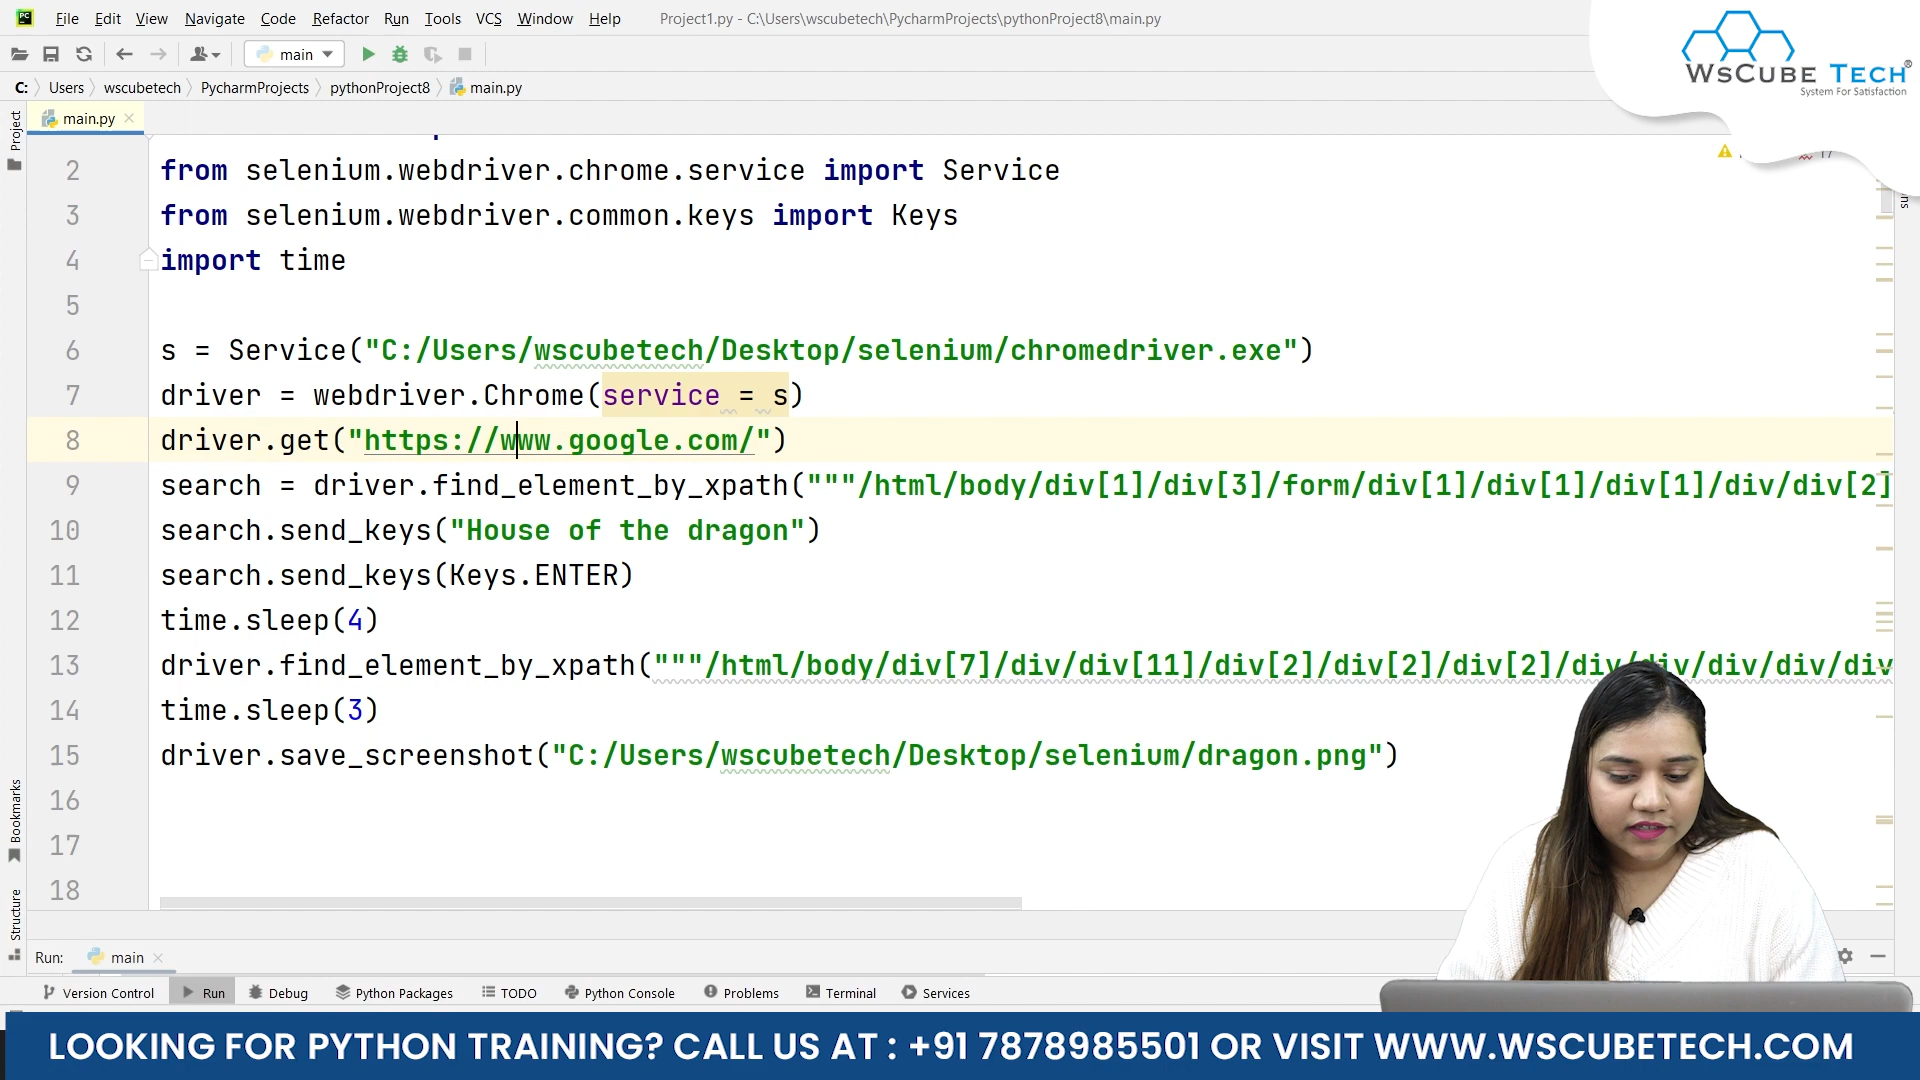 File Edit View Navigate Code Refactor Run Tools VCS Window Help Project1.py - C:\Users\wscubetech\PycharmProjects\pythonProject8\main.py
main
C: Users wscubetech PycharmProjects pythonProject8 main.py
WsCube Tech®
System For Satisfaction
Project
main.py
17
2 from selenium.webdriver.chrome.service import Service
3 from selenium.webdriver.common.keys import Keys
4 import time
5
6 s = Service("C:/Users/wscubetech/Desktop/selenium/chromedriver.exe")
7 driver = webdriver.Chrome(service = s)
8 driver.get("https://www.google.com/")
9 search = driver.find_element_by_xpath("""/html/body/div[1]/div[3]/form/div[1]/div[1]/div[1]/div/div[2]
10 search.send_keys("House of the dragon")
11 search.send_keys(Keys.ENTER)
12 time.sleep(4)
13 driver.find_element_by_xpath("""/html/body/div[7]/div/div[11]/div[2]/div[2]/div[2]/div/div/div/div/div
14 time.sleep(3)
15 driver.save_screenshot("C:/Users/wscubetech/Desktop/selenium/dragon.png")
16
17
18
Bookmarks
Structure
Run: main
Version Control Run Debug Python Packages TODO Python Console Problems Terminal Services
LOOKING FOR PYTHON TRAINING? CALL US AT : +91 7878985501 OR VISIT WWW.WSCUBETECH.COM